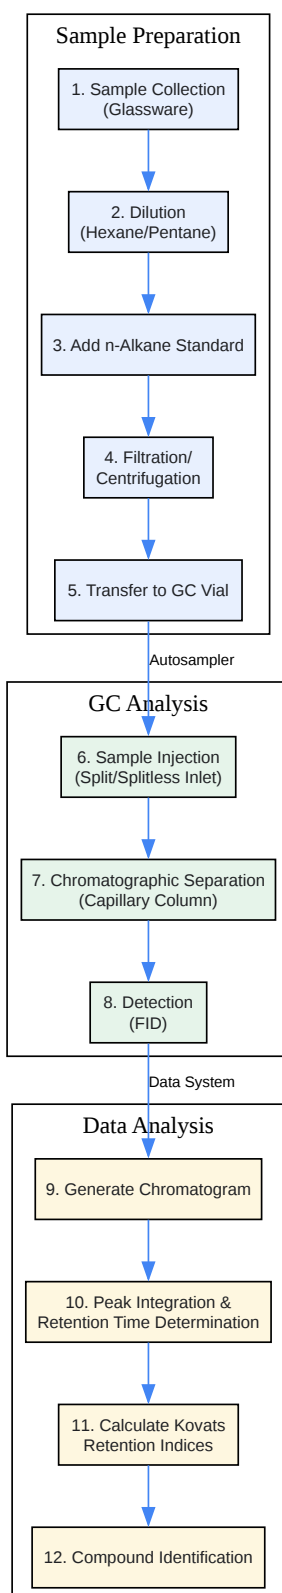 Sample Preparation
1. Sample Collection
(Glassware)
2. Dilution
(Hexane/Pentane)
3. Add n-Alkane Standard
4. Filtration/
Centrifugation
5. Transfer to GC Vial
Autosampler
GC Analysis
6. Sample Injection
(Split/Splitless Inlet)
7. Chromatographic Separation
(Capillary Column)
8. Detection
(FID)
Data System
Data Analysis
9. Generate Chromatogram
10. Peak Integration &
Retention Time Determination
11. Calculate Kovats
Retention Indices
12. Compound Identification